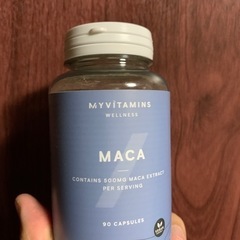 MYVITAMINS
WELLNESS
MACA
CONTAINS 500MG MACA EXTRACT
PER SERVING
90 CAPSULES